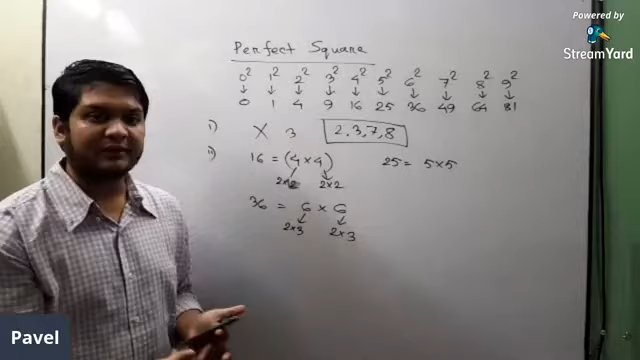 Powered by
StreamYard
Perfect Square
0² 1² 2² 3² 4² 5² 6² 7² 8² 9²
↓ ↓ ↓ ↓ ↓ ↓ ↓ ↓ ↓ ↓
0 1 4 9 16 25 36 49 64 81
1) X 3 2,3,7,8
2) 16 = (4 × 4) 25 = 5×5
2×2 2×2
36 = 6 × 6
2×3 2×3
Pavel